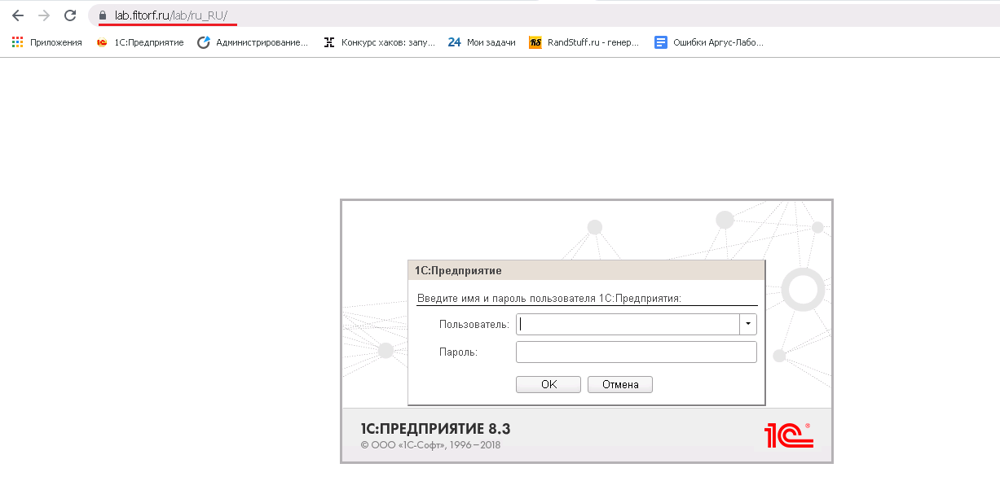 lab.fitorf.ru/lab/ru_RU/
Приложения 1С:Предприятие Администрирование... Конкурс хаков: запу... 24 Мои задачи RS RandStuff.ru - генер... Ошибки Аргус-Лабо...
1С:Предприятие
Введите имя и пароль пользователя 1С:Предприятия:
Пользователь:
Пароль:
OK Отмена
1С:ПРЕДПРИЯТИЕ 8.3
© ООО «1С-Софт», 1996–2018
1С®